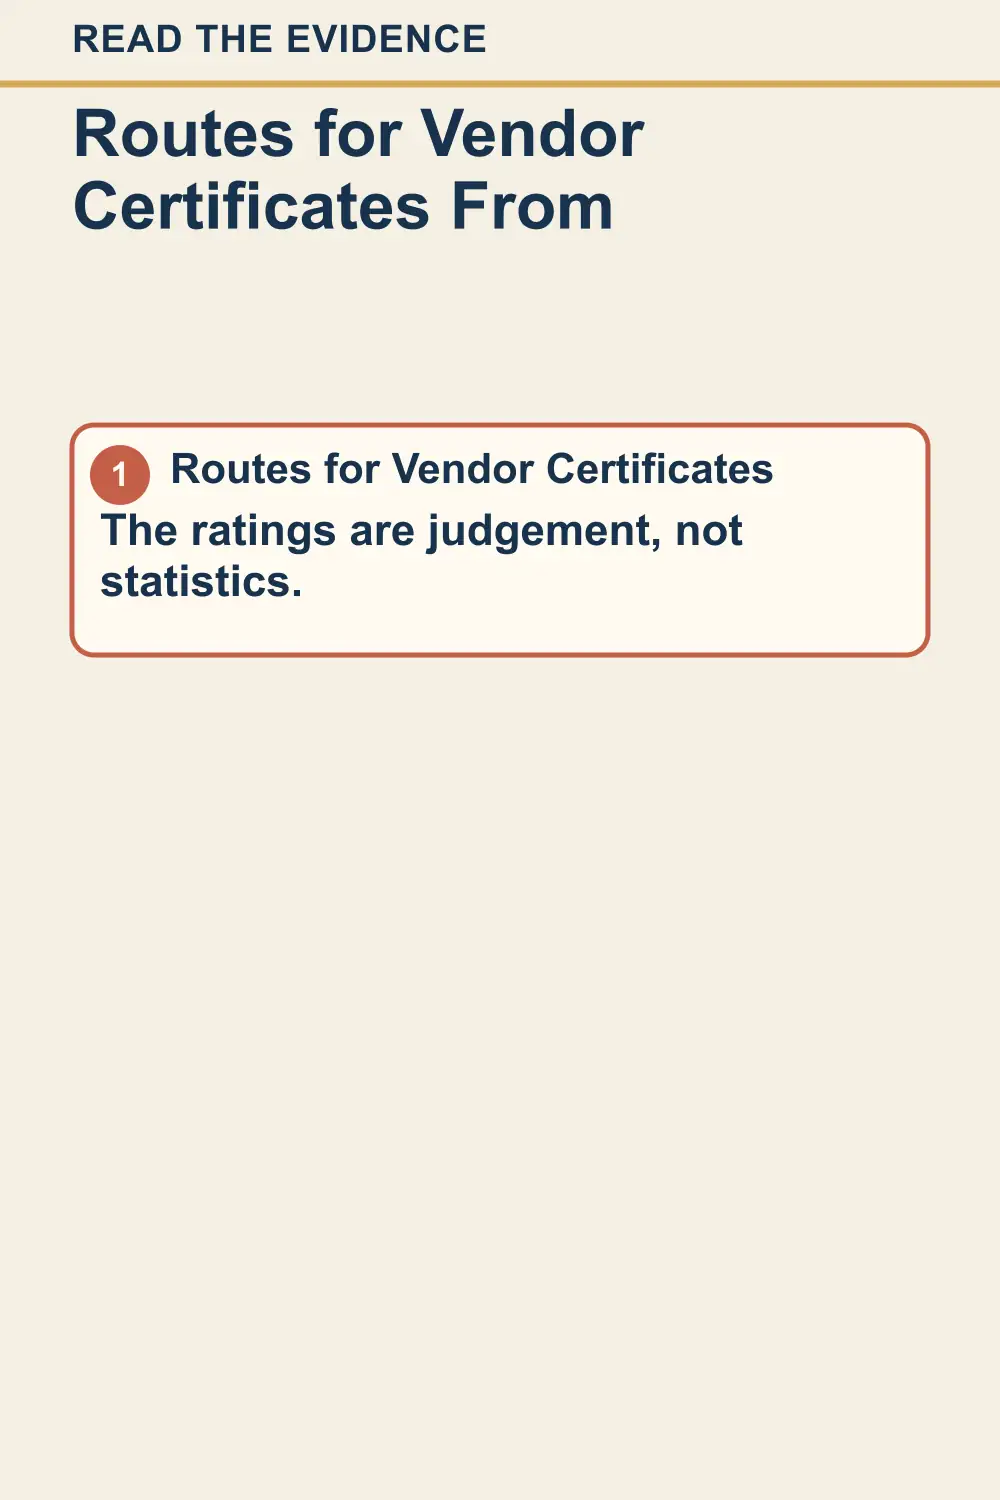 READ THE EVIDENCE
Routes for Vendor
Certificates From
1 Routes for Vendor Certificates
The ratings are judgement, not
statistics.